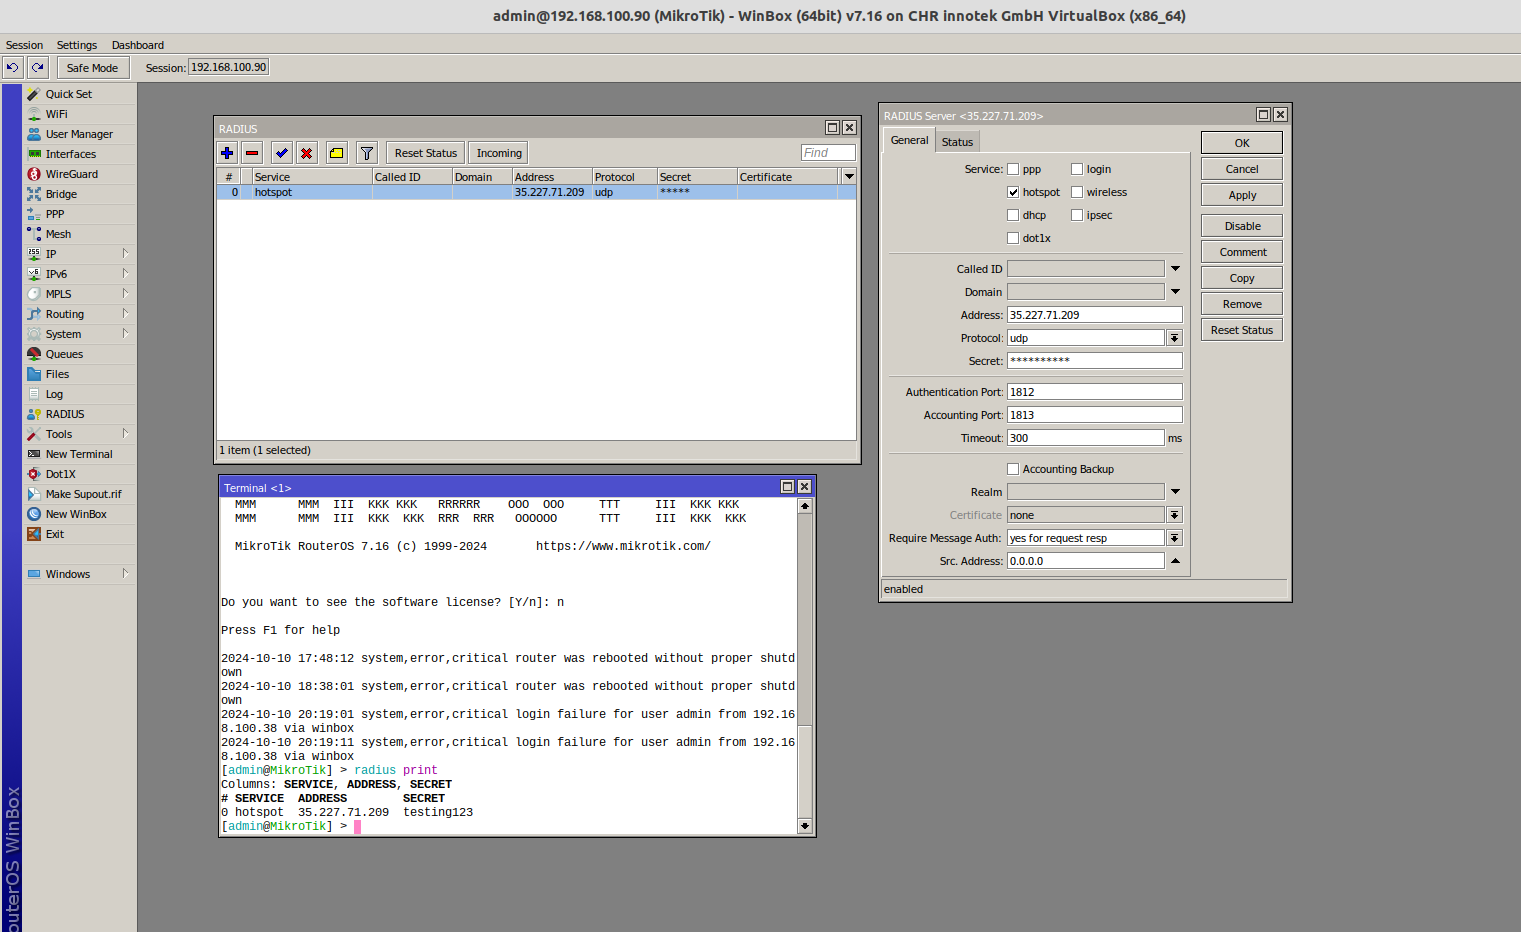 admin@192.168.100.90 (MikroTik) - WinBox (64bit) v7.16 on CHR innotek GmbH VirtualBox (x86_64)
Session Settings Dashboard
Safe Mode Session: 192.168.100.90
Quick Set
WiFi
User Manager
Interfaces
WireGuard
Bridge
PPP
Mesh
IP
IPv6
MPLS
Routing
System
Queues
Files
Log
RADIUS
Tools
New Terminal
Dot1X
Make Supout.rif
New WinBox
Exit
Windows
outerOS WinBox
RADIUS
Reset Status Incoming Find
# Service Called ID Domain Address Protocol Secret Certificate
0 hotspot 35.227.71.209 udp *****
1 item (1 selected)
Terminal <1>
MMM      MMM  III  KKK KKK   RRRRRR    OOO  OOO     TTT     III  KKK KKK
MMM      MMM  III  KKK  KKK  RRR  RRR   OOOOOO      TTT     III  KKK  KKK
MikroTik RouterOS 7.16 (c) 1999-2024       https://www.mikrotik.com/
Do you want to see the software license? [Y/n]: n
Press F1 for help
2024-10-10 17:48:12 system,error,critical router was rebooted without proper shutd
own
2024-10-10 18:38:01 system,error,critical router was rebooted without proper shutd
own
2024-10-10 20:19:01 system,error,critical login failure for user admin from 192.16
8.100.38 via winbox
2024-10-10 20:19:11 system,error,critical login failure for user admin from 192.16
8.100.38 via winbox
[admin@MikroTik] > radius print
Columns: SERVICE, ADDRESS, SECRET
# SERVICE  ADDRESS        SECRET
0 hotspot  35.227.71.209  testing123
[admin@MikroTik] >
RADIUS Server <35.227.71.209>
General Status
Service: ppp login
hotspot wireless
dhcp ipsec
dot1x
Called ID
Domain
Address: 35.227.71.209
Protocol: udp
Secret: **********
Authentication Port: 1812
Accounting Port: 1813
Timeout: 300 ms
Accounting Backup
Realm
Certificate none
Require Message Auth: yes for request resp
Src. Address: 0.0.0.0
enabled
OK
Cancel
Apply
Disable
Comment
Copy
Remove
Reset Status